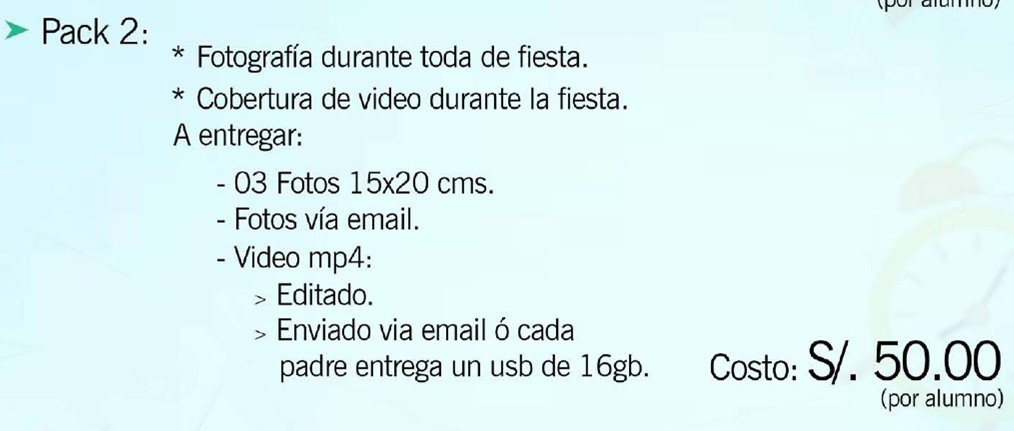 (por alumno)
➤ Pack 2:
* Fotografía durante toda de fiesta.
* Cobertura de video durante la fiesta.
A entregar:
- 03 Fotos 15x20 cms.
- Fotos vía email.
- Video mp4:
> Editado.
> Enviado via email ó cada
padre entrega un usb de 16gb.
Costo: S/. 50.00
(por alumno)